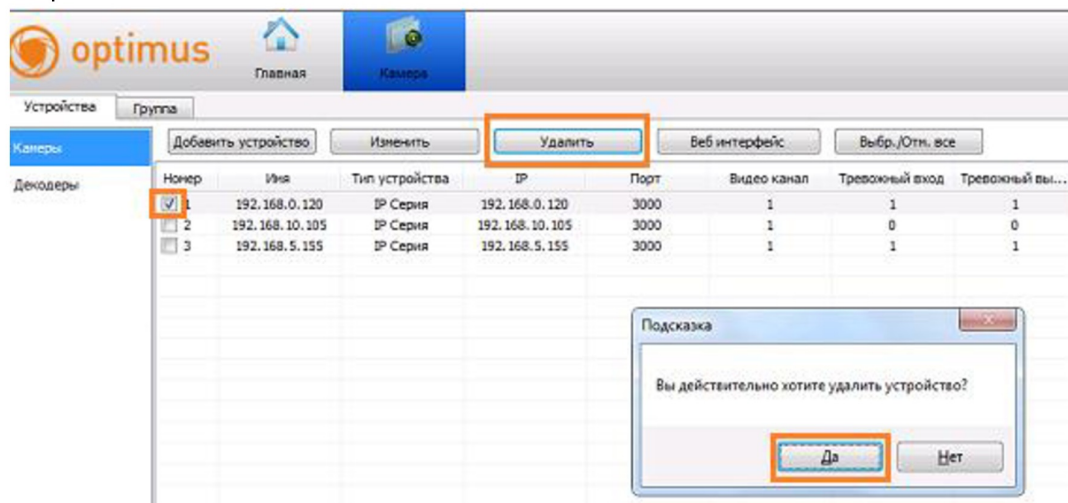 optimus
Главная
Камера
Устройства Группа
Камеры
Декодеры
Добавить устройство Изменить Удалить Веб интерфейс Выбр./Отм. все
Номер Имя Тип устройства IP Порт Видео канал Тревожный вход Тревожный вы...
1 192.168.0.120 IP Серия 192.168.0.120 3000 1 1 1
2 192.168.10.105 IP Серия 192.168.10.105 3000 1 0 0
3 192.168.5.155 IP Серия 192.168.5.155 3000 1 1 1
Подсказка
Вы действительно хотите удалить устройство?
Да Нет